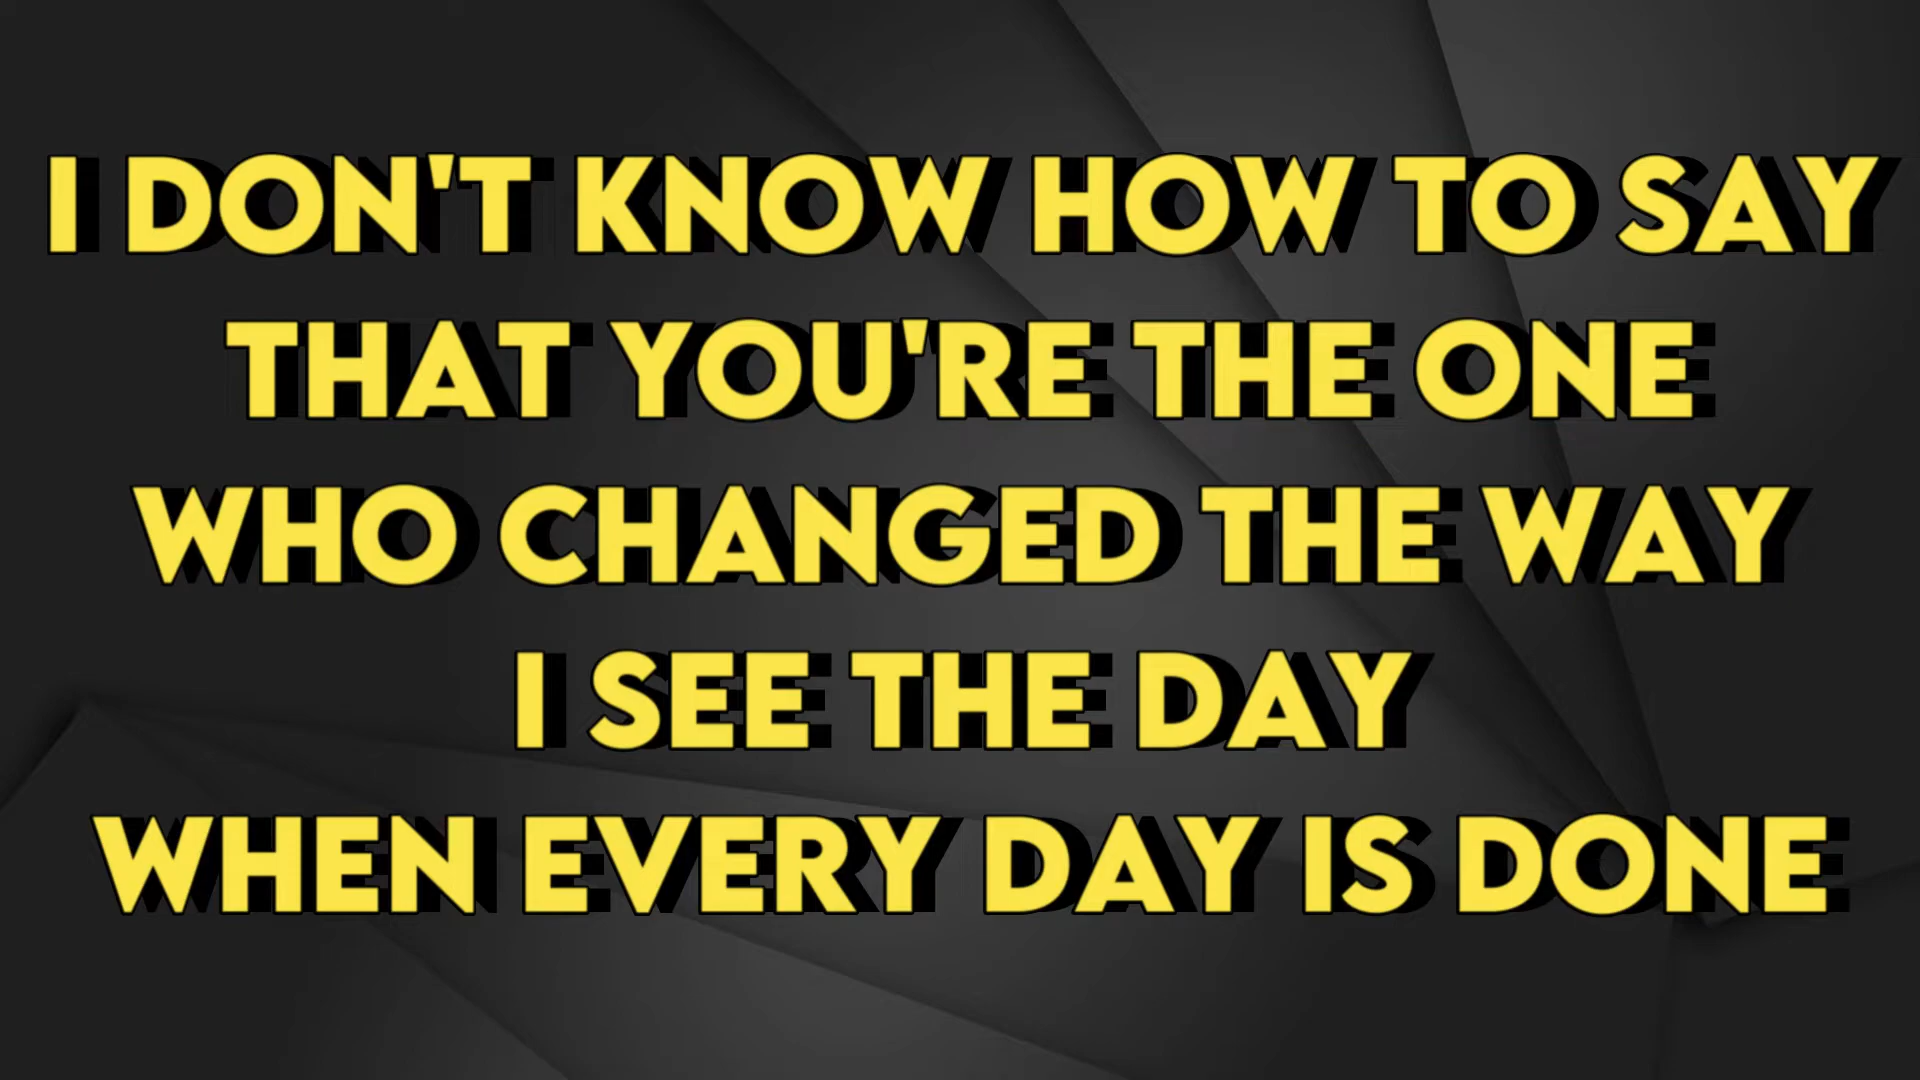 I DON'T KNOW HOW TO SAY
THAT YOU'RE THE ONE
WHO CHANGED THE WAY
I SEE THE DAY
WHEN EVERY DAY IS DONE